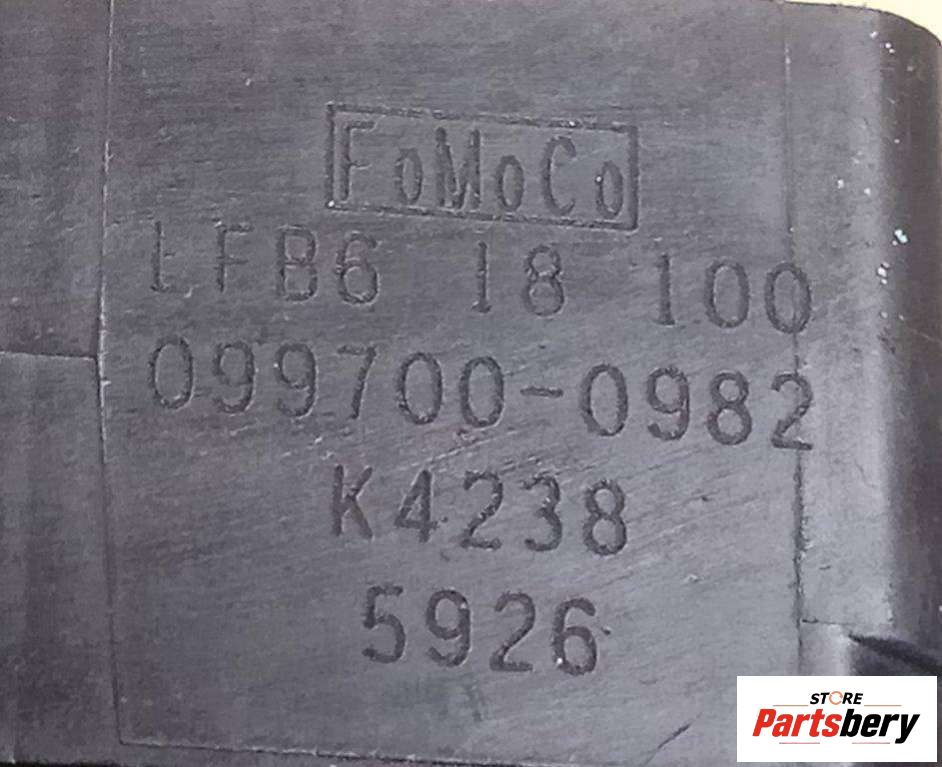 FoMoCo
LFB6 18 100
099700-0982
K4238
5926
STORE
Partsbery